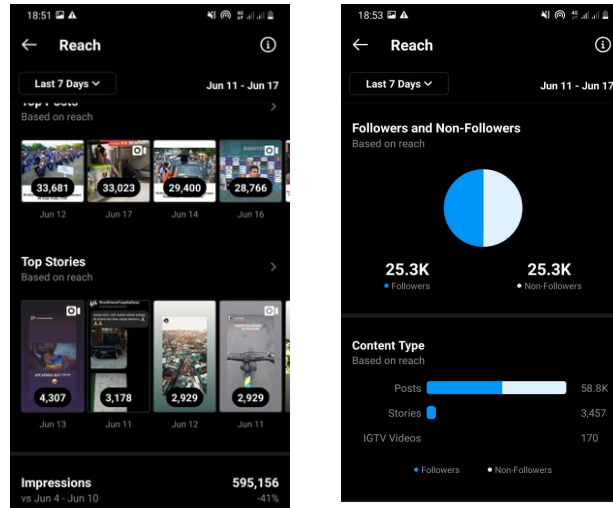 18:51
Reach
Last 7 Days
Jun 11 - Jun 17
Top Posts
Based on reach
33,681
33,023
29,400
28,766
Jun 12
Jun 17
Jun 14
Jun 16
Top Stories
Based on reach
4,307
3,178
2,929
2,929
Jun 13
Jun 11
Jun 12
Jun 11
Impressions
595,156
vs Jun 4 - Jun 10
-41%
18:53
Reach
Last 7 Days
Jun 11 - Jun 17
Followers and Non-Followers
Based on reach
25.3K
25.3K
Followers
Non-Followers
Content Type
Based on reach
Posts
58.8K
Stories
3,457
IGTV Videos
170
Followers
Non-Followers